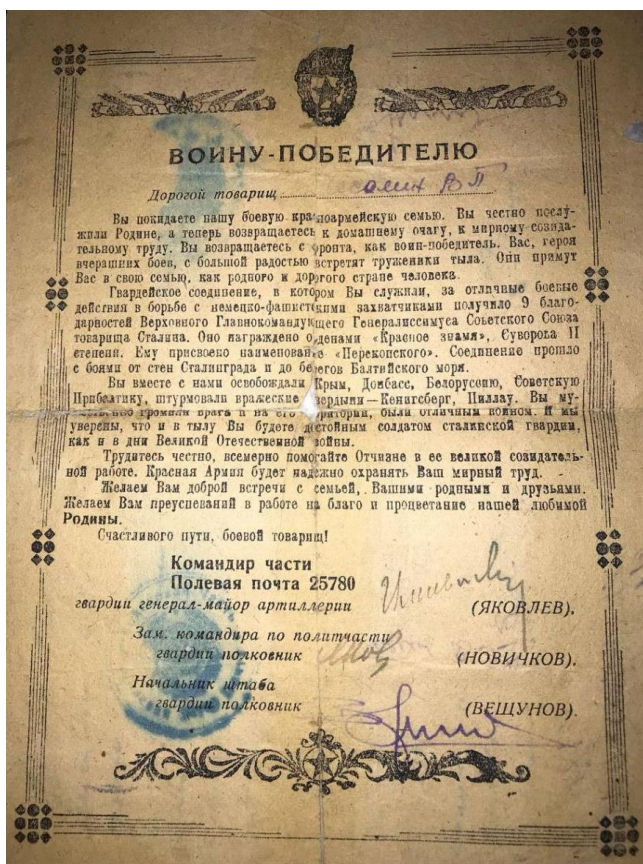 ВОИНУ-ПОБЕДИТЕЛЮ
Дорогой товарищ В П
Вы покидаете нашу боевую красноармейскую семью. Вы честно послу-
жили Родине, а теперь возвращаетесь к домашнему очагу, к мирному созида-
тельному труду. Вы возвращаетесь с фронта, как воин-победитель. Вас, героя
вчерашних боев, с большой радостью встретят труженики тыла. Они примут
Вас в свою семью, как родного и дорогого стране человека.
Гвардейское соединение, в котором Вы служили, за отличные боевые
действия в борьбе с немецко-фашистскими захватчиками получило 9 благо-
дарностей Верховного Главнокомандующего Генералиссимуса Советского Союза
товарища Сталина. Оно награждено орденами «Красное знамя», Суворова II
степени. Ему присвоено наименование «Перекопского». Соединение прошло
с боями от стен Сталинграда и до берегов Балтийского моря.
Вы вместе с нами освобождали Крым, Донбасс, Белоруссию, Советскую
Прибалтику, штурмовали вражеские твердыни—Кенигсберг, Пиллау. Вы му-
жественно громили врага и на его территории, были отличным воином. И мы
уверены, что и в тылу Вы будете достойным солдатом сталинской гвардии,
как и в дни Великой Отечественной войны.
Трудитесь честно, всемерно помогайте Отчизне в ее великой созидатель-
ной работе. Красная Армия будет надежно охранять Ваш мирный труд.
Желаем Вам доброй встречи с семьей, Вашими родными и друзьями.
Желаем Вам преуспеваний в работе на благо и процветание нашей любимой
Родины.
Счастливого пути, боевой товарищ!
Командир части
Полевая почта 25780
гвардии генерал-майор артиллерии (ЯКОВЛЕВ).
Зам. командира по политчасти
гвардии полковник (НОВИЧКОВ).
Начальник штаба
гвардии полковник (ВЕЩУНОВ).